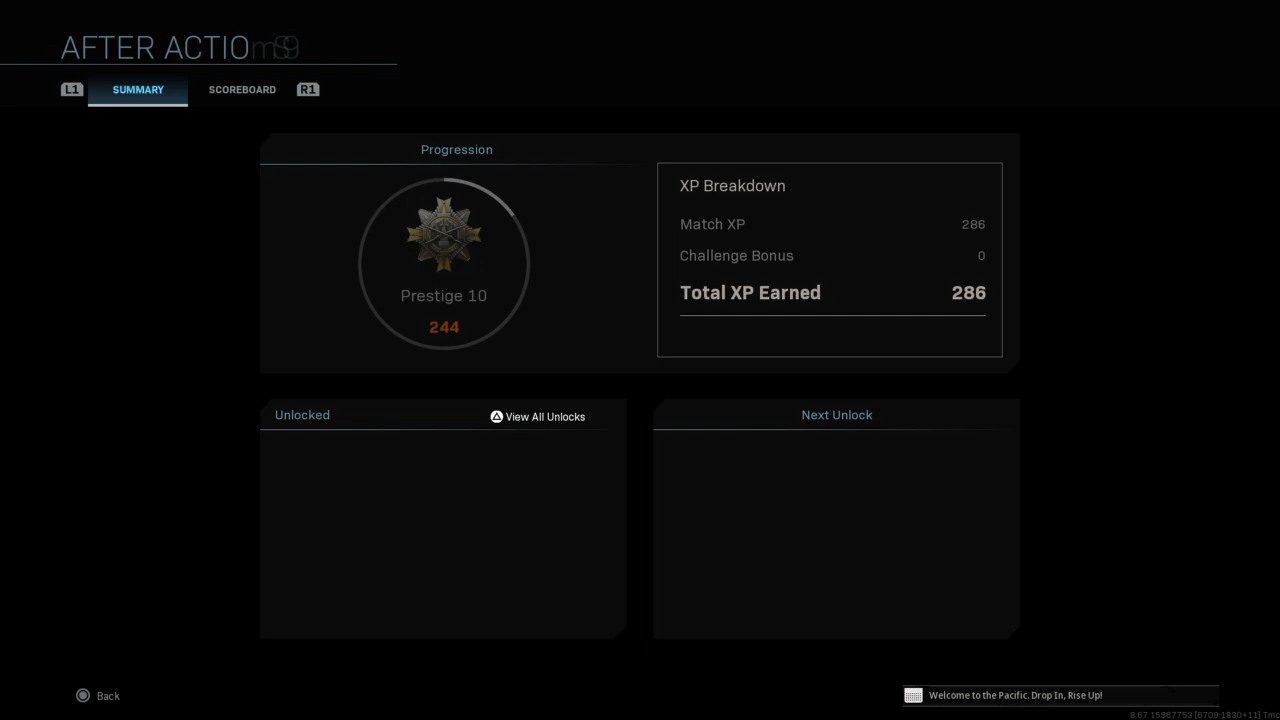 AFTER ACTIO
L1 SUMMARY SCOREBOARD R1
Progression
Prestige 10
244
XP Breakdown
Match XP 286
Challenge Bonus 0
Total XP Earned 286
Unlocked View All Unlocks
Next Unlock
Back
Welcome to the Pacific. Drop In, Rise Up!